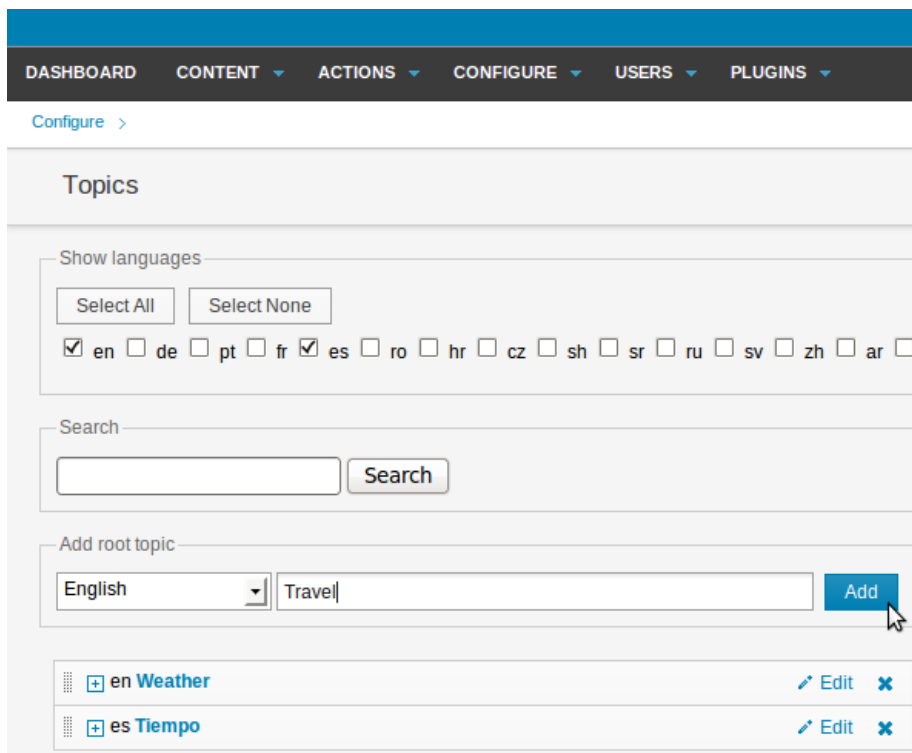 DASHBOARD CONTENT ACTIONS CONFIGURE USERS PLUGINS
Configure >
Topics
Show languages
Select All Select None
en de pt fr es ro hr cz sh sr ru sv zh ar
Search
Search
Add root topic
English Travel Add
en Weather Edit
es Tiempo Edit